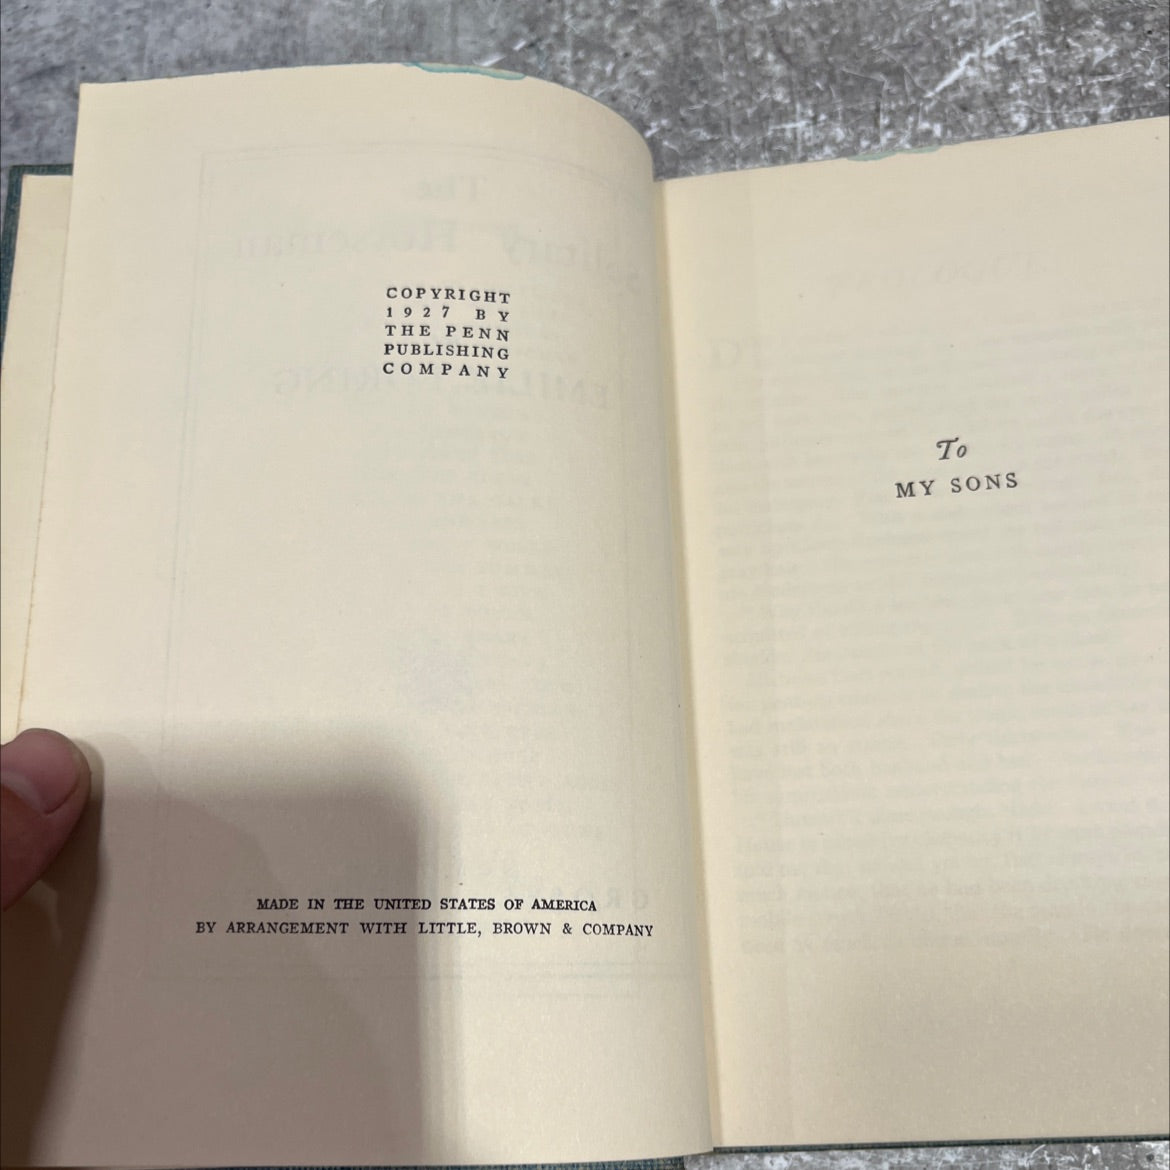 COPYRIGHT
1927 BY
THE PENN
PUBLISHING
COMPANY
MADE IN THE UNITED STATES OF AMERICA
BY ARRANGEMENT WITH LITTLE, BROWN & COMPANY
To
MY SONS